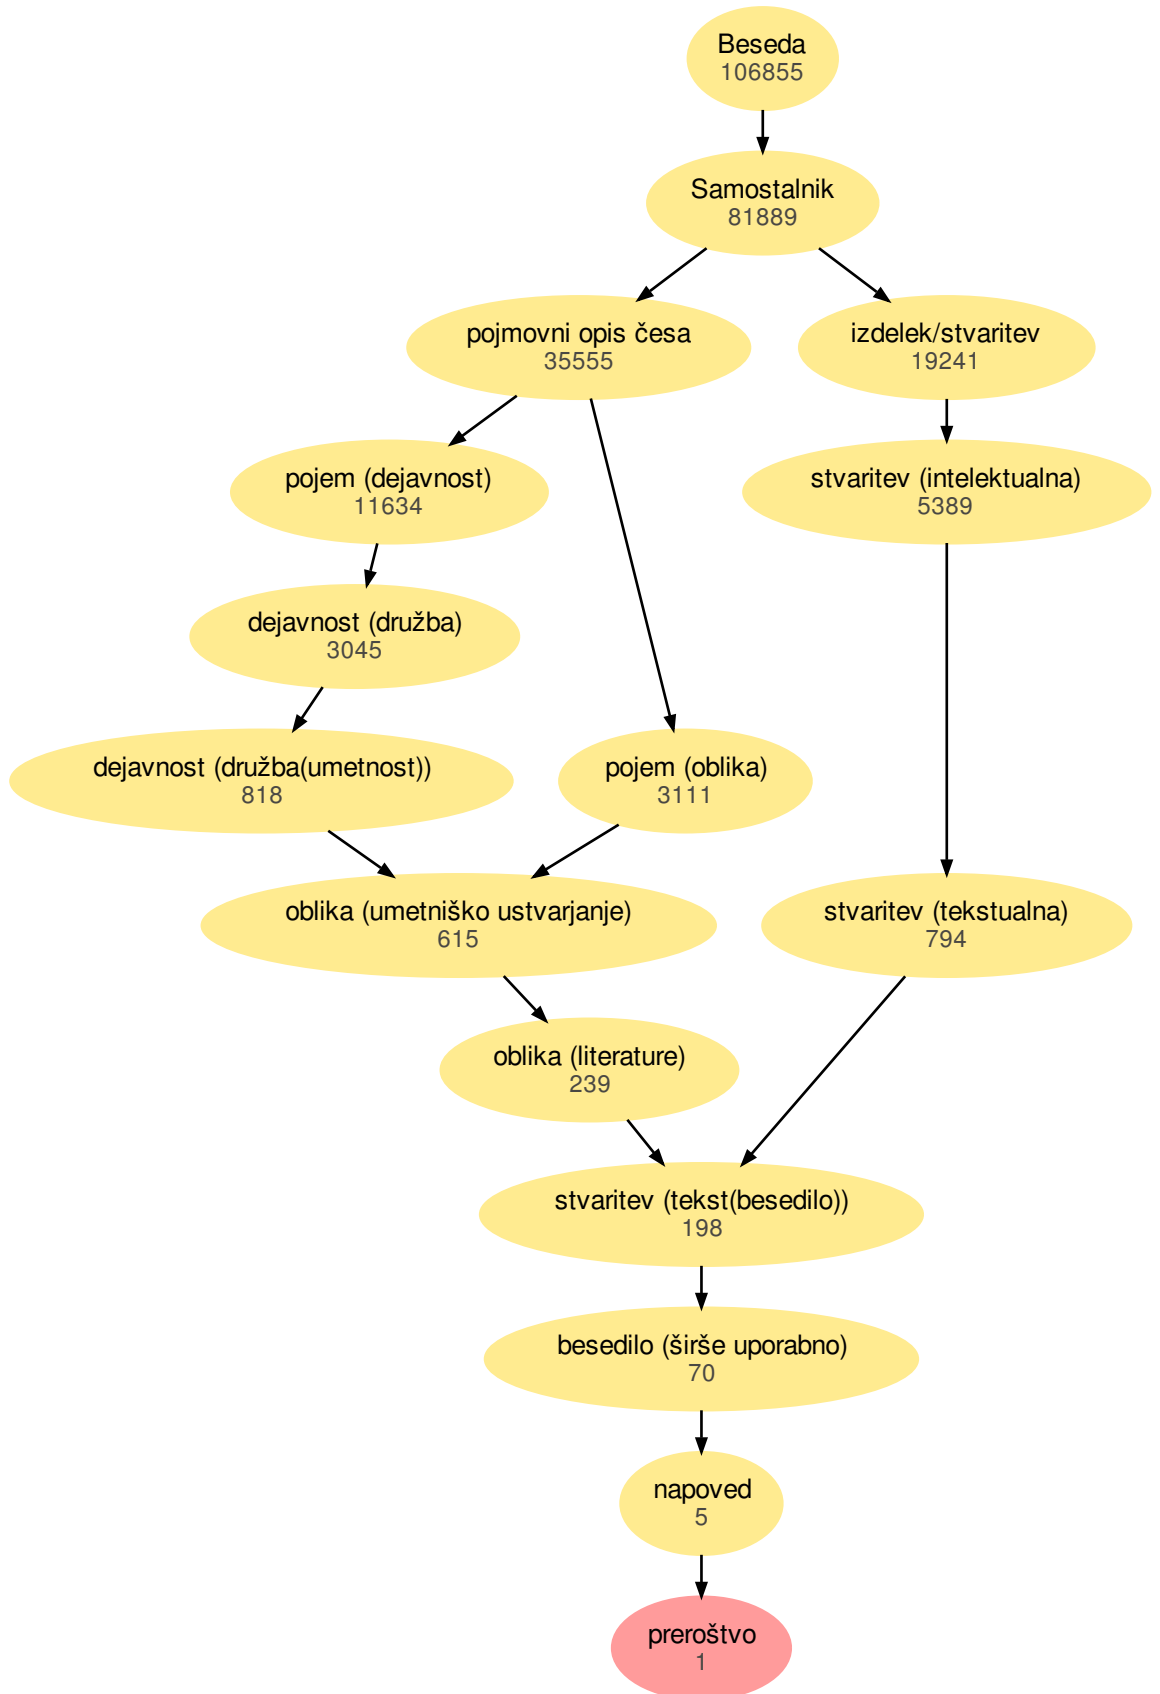 Beseda
106855
Samostalnik
81889
pojmovni opis česa
35555
izdelek/stvaritev
19241
pojem (dejavnost)
11634
stvaritev (intelektualna)
5389
dejavnost (družba)
3045
dejavnost (družba(umetnost))
818
pojem (oblika)
3111
oblika (umetniško ustvarjanje)
615
stvaritev (tekstualna)
794
oblika (literature)
239
stvaritev (tekst(besedilo))
198
besedilo (širše uporabno)
70
napoved
5
preroštvo
1